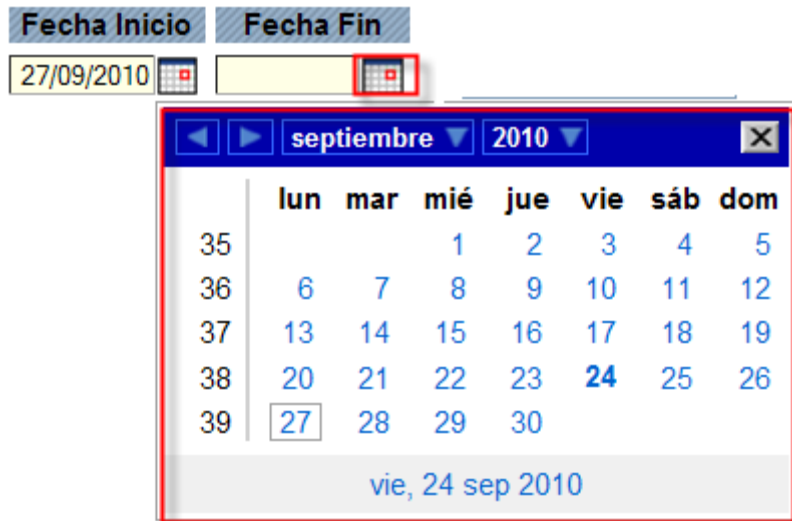 Fecha Inicio Fecha Fin
27/09/2010
septiembre 2010
lun mar mié jue vie sáb dom
35 1 2 3 4 5
36 6 7 8 9 10 11 12
37 13 14 15 16 17 18 19
38 20 21 22 23 24 25 26
39 27 28 29 30
vie, 24 sep 2010